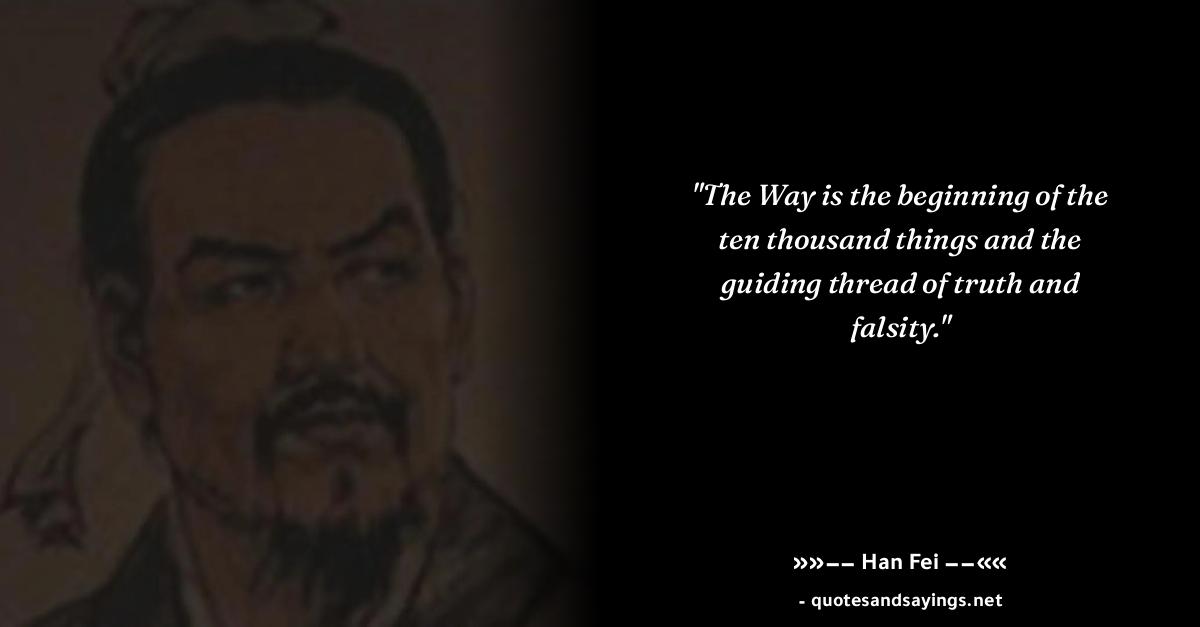 "The Way is the beginning of the
ten thousand things and the
guiding thread of truth and
falsity."
»»–– Han Fei ––««
- quotesandsayings.net